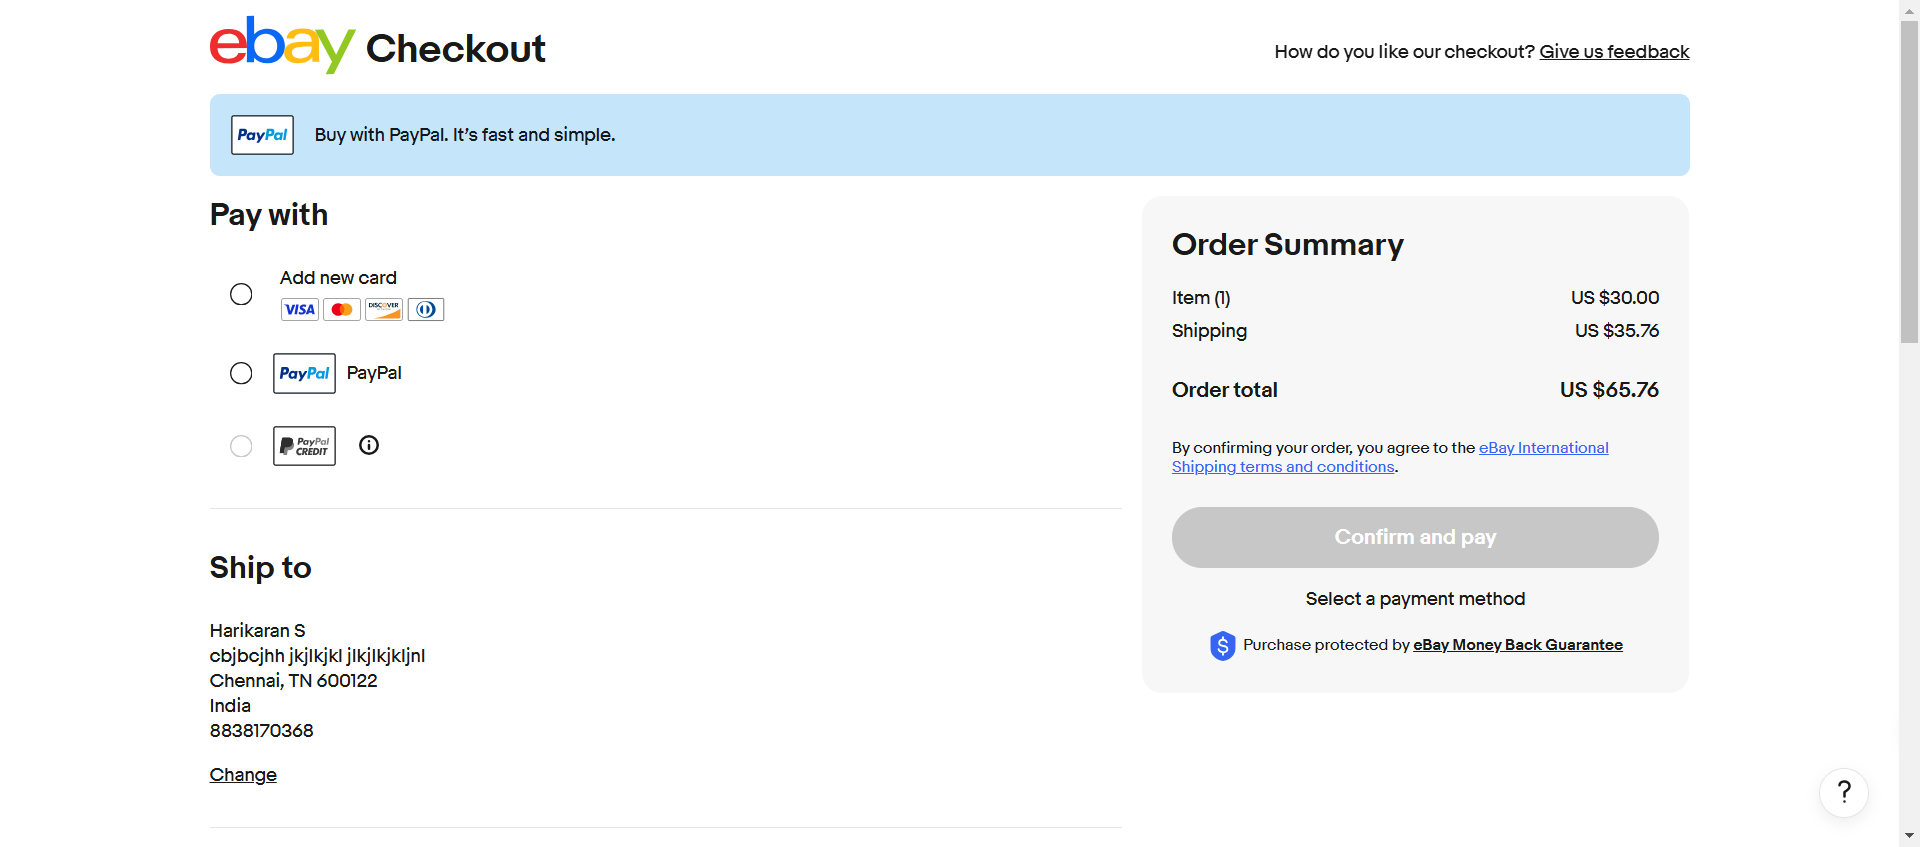 ebay Checkout
How do you like our checkout? Give us feedback
PayPal Buy with PayPal. It's fast and simple.
Pay with
Add new card
VISA DISCOVER
PayPal PayPal
PayPal CREDIT
Ship to
Harikaran S
cbjbcjhh jkjlkjkl jlkjlkjkljnl
Chennai, TN 600122
India
8838170368
Change
Order Summary
Item (1) US $30.00
Shipping US $35.76
Order total US $65.76
By confirming your order, you agree to the eBay International
Shipping terms and conditions.
Confirm and pay
Select a payment method
$ Purchase protected by eBay Money Back Guarantee
?